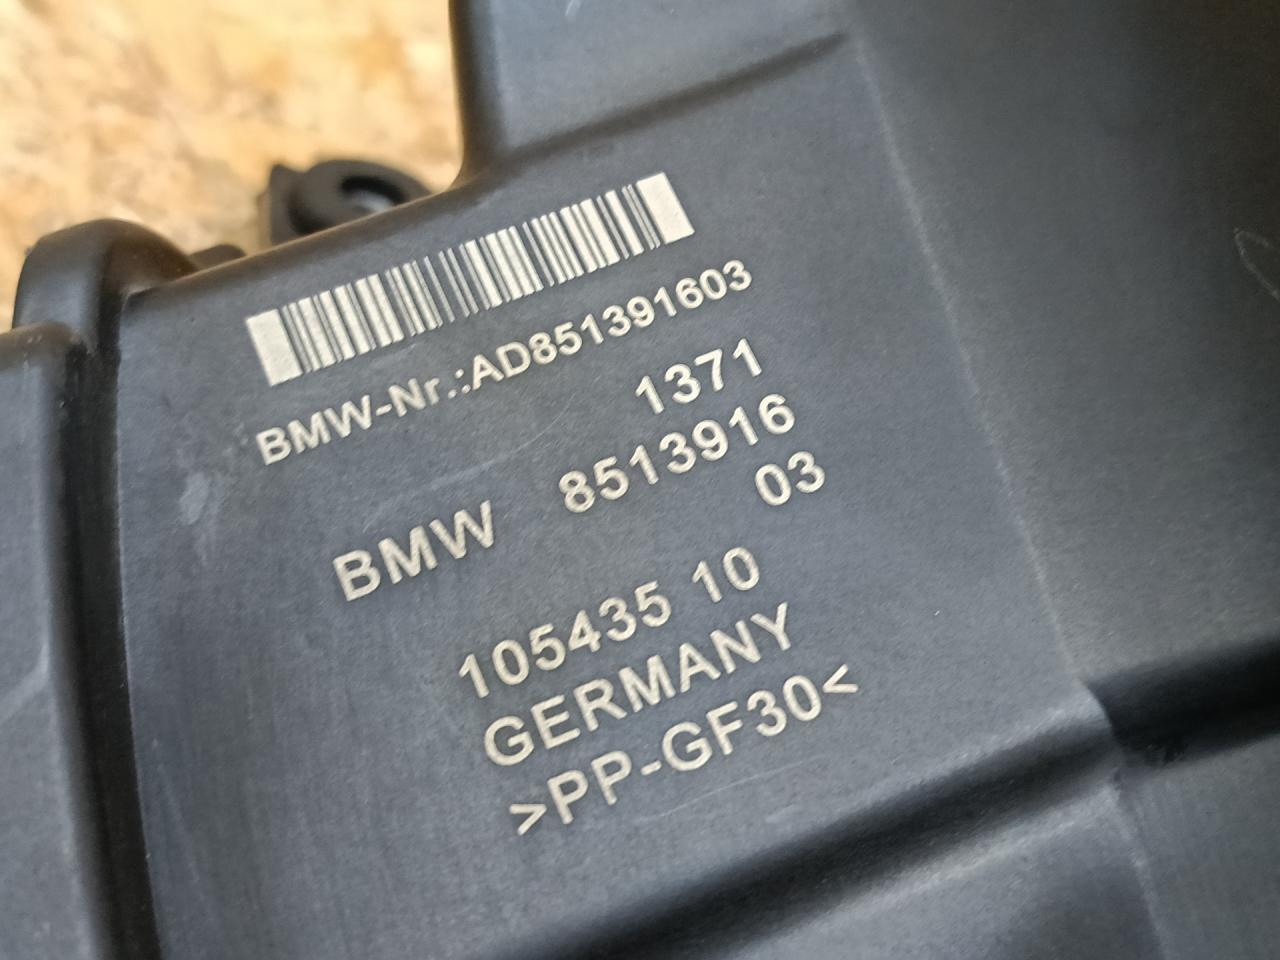 BMW-Nr.:AD851391603
1371
BMW 8513916
03
105435 10
GERMANY
>PP-GF30<